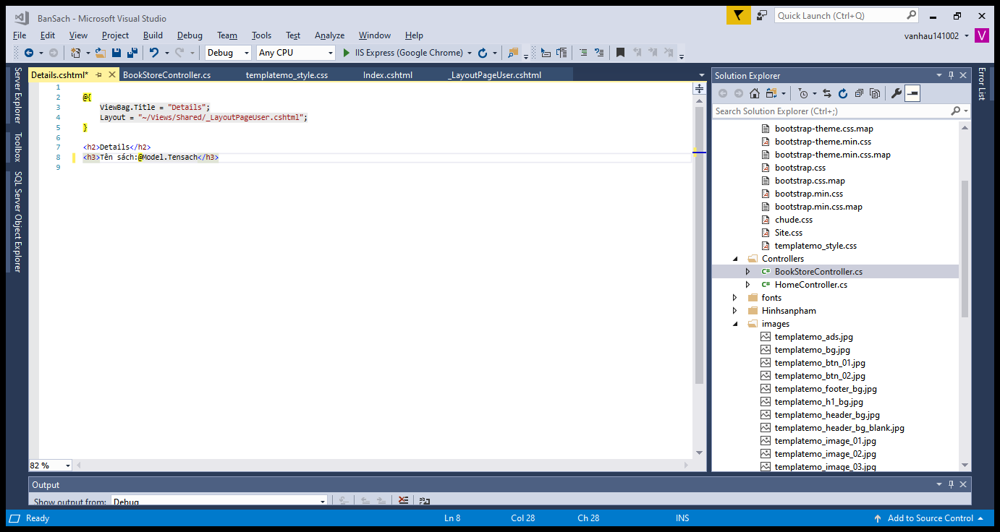 BanSach - Microsoft Visual Studio
Quick Launch (Ctrl+Q)
File Edit View Project Build Debug Team Tools Test Analyze Window Help
vanhau141002
V
Debug Any CPU IIS Express (Google Chrome)
Server Explorer
Toolbox
SQL Server Object Explorer
Details.cshtml* BookStoreController.cs templatemo_style.css Index.cshtml _LayoutPageUser.cshtml
1
2 @{
3 ViewBag.Title = "Details";
4 Layout = "~/Views/Shared/_LayoutPageUser.cshtml";
5 }
6
7 <h2>Details</h2>
8 <h3>Tên sách:@Model.Tensach</h3>
9
82 %
Solution Explorer
Search Solution Explorer (Ctrl+;)
bootstrap-theme.css.map
bootstrap-theme.min.css
bootstrap-theme.min.css.map
bootstrap.css
bootstrap.css.map
bootstrap.min.css
bootstrap.min.css.map
chude.css
Site.css
templatemo_style.css
Controllers
C# BookStoreController.cs
C# HomeController.cs
fonts
Hinhsanpham
images
templatemo_ads.jpg
templatemo_bg.jpg
templatemo_btn_01.jpg
templatemo_btn_02.jpg
templatemo_footer_bg.jpg
templatemo_h1_bg.jpg
templatemo_header_bg.jpg
templatemo_header_bg_blank.jpg
templatemo_image_01.jpg
templatemo_image_02.jpg
templatemo_image_03.jpg
Error List
Output
Show output from: Debug
Ready Ln 8 Col 28 Ch 28 INS Add to Source Control